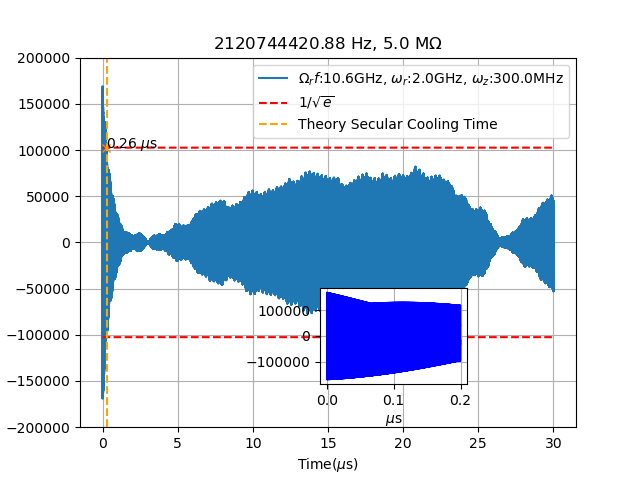 2120744420.88 Hz, 5.0 MΩ
200000
150000
100000
50000
0
−50000
−100000
−150000
−200000
Ω_rf:10.6GHz, ω_r:2.0GHz, ω_z:300.0MHz
1/√e
Theory Secular Cooling Time
0.26 μs
100000
0
−100000
0.0 0.1 0.2
μs
0 5 10 15 20 25 30
Time(μs)